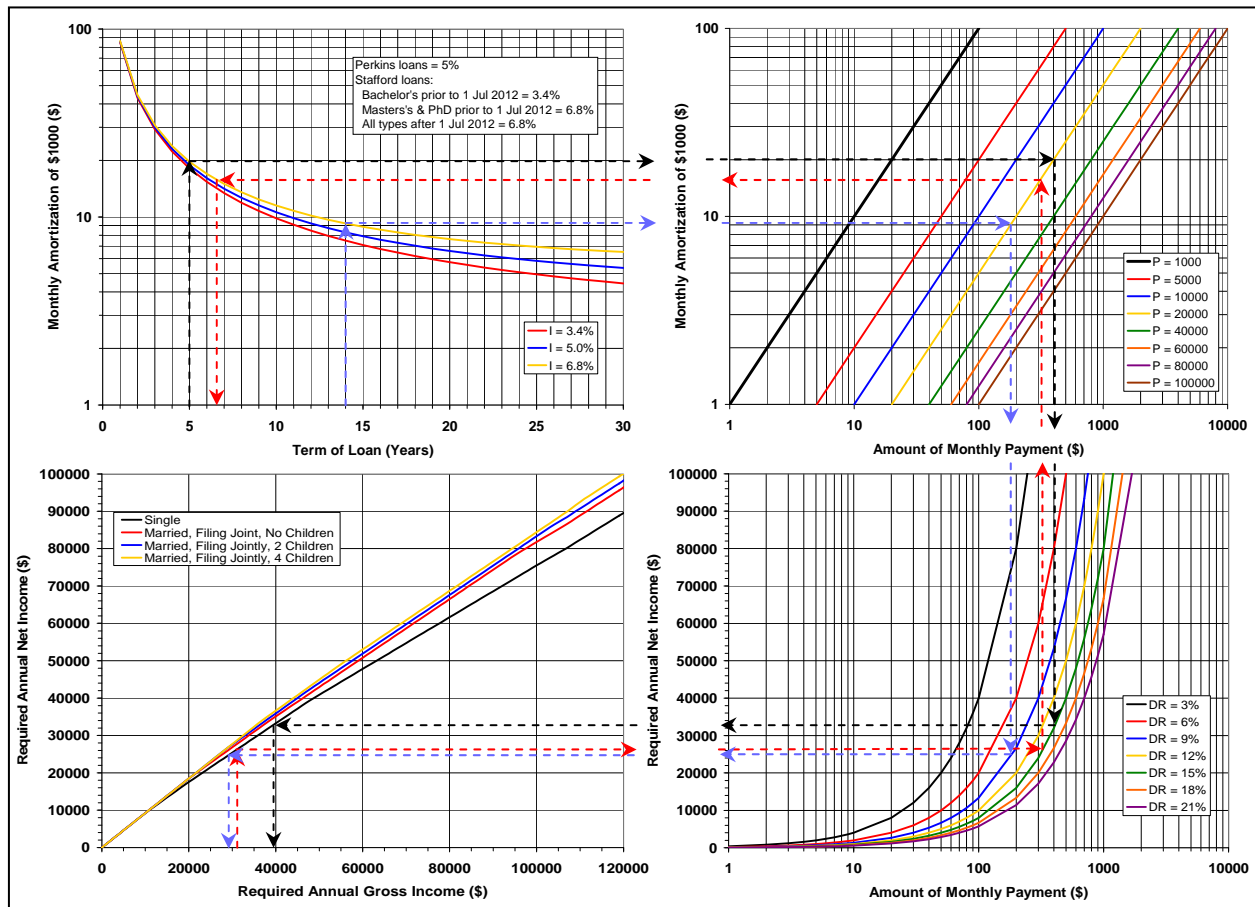 Monthly Amortization of $1000 ($)
100
10
1
Perkins loans = 5%
Stafford loans:
Bachelor's prior to 1 Jul 2012 = 3.4%
Masters's & PhD prior to 1 Jul 2012 = 6.8%
All types after 1 Jul 2012 = 6.8%
I = 3.4%
I = 5.0%
I = 6.8%
0 5 10 15 20 25 30
Term of Loan (Years)
Monthly Amortization of $1000 ($)
100
10
1
P = 1000
P = 5000
P = 10000
P = 20000
P = 40000
P = 60000
P = 80000
P = 100000
1 10 100 1000 10000
Amount of Monthly Payment ($)
Required Annual Net Income ($)
100000
90000
80000
70000
60000
50000
40000
30000
20000
10000
0
Single
Married, Filing Joint, No Children
Married, Filing Jointly, 2 Children
Married, Filing Jointly, 4 Children
0 20000 40000 60000 80000 100000 120000
Required Annual Gross Income ($)
Required Annual Net Income ($)
100000
90000
80000
70000
60000
50000
40000
30000
20000
10000
0
DR = 3%
DR = 6%
DR = 9%
DR = 12%
DR = 15%
DR = 18%
DR = 21%
1 10 100 1000 10000
Amount of Monthly Payment ($)